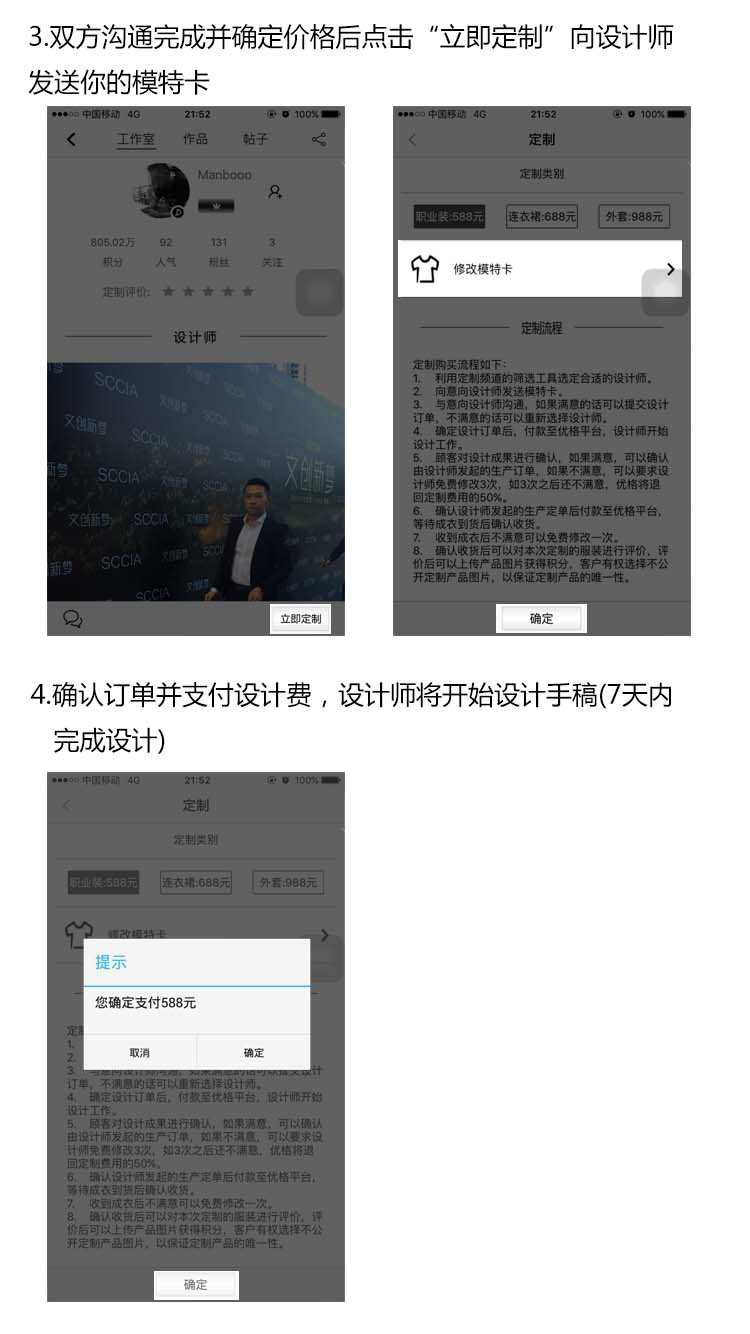 3.双方沟通完成并确定价格后点击“立即定制”向设计师
发送你的模特卡
中国移动 4G 21:52 100%
工作室 作品 帖子
Manbooo
805.02万 92 131 3
积分 人气 粉丝 关注
定制评价:
设计师
SCCIA
文创新梦
SCCIA
文创新梦
SCCIA
文创新梦
SCCIA
文创新梦
SCCIA
SCCIA
立即定制
中国移动 4G 21:52 100%
定制
定制类别
职业装:588元 连衣裙:688元 外套:988元
修改模特卡
定制流程
定制购买流程如下:
1. 利用定制频道的筛选工具选定合适的设计师。
2. 向意向设计师发送模特卡。
3. 与意向设计师沟通，如果满意的话可以提交设计
订单，不满意的话可以重新选择设计师。
4. 确定设计订单后，付款至优格平台，设计师开始
设计工作。
5. 顾客对设计成果进行确认，如果满意，可以确认
由设计师发起的生产订单，如果不满意，可以要求设
计师免费修改3次，如3次之后还不满意，优格将退
回定制费用的50%。
6. 确认设计师发起的生产定单后付款至优格平台，
等待成衣到货后确认收货。
7. 收到成衣后不满意可以免费修改一次。
8. 确认收货后可以对本次定制的服装进行评价，评
价后可以上传产品图片获得积分，客户有权选择不公
开定制产品图片，以保证定制产品的唯一性。
确定
4.确认订单并支付设计费，设计师将开始设计手稿(7天内
完成设计)
中国移动 4G 21:52 100%
定制
定制类别
职业装:588元 连衣裙:688元 外套:988元
修改模特卡
提示
您确定支付588元
取消 确定
1.
2.
3. 与意向设计师沟通，如果满意的话可以提交设计
订单，不满意的话可以重新选择设计师。
4. 确定设计订单后，付款至优格平台，设计师开始
设计工作。
5. 顾客对设计成果进行确认，如果满意，可以确认
由设计师发起的生产订单，如果不满意，可以要求设
计师免费修改3次，如3次之后还不满意，优格将退
回定制费用的50%。
6. 确认设计师发起的生产定单后付款至优格平台，
等待成衣到货后确认收货。
7. 收到成衣后不满意可以免费修改一次。
8. 确认收货后可以对本次定制的服装进行评价，评
价后可以上传产品图片获得积分，客户有权选择不公
开定制产品图片，以保证定制产品的唯一性。
确定